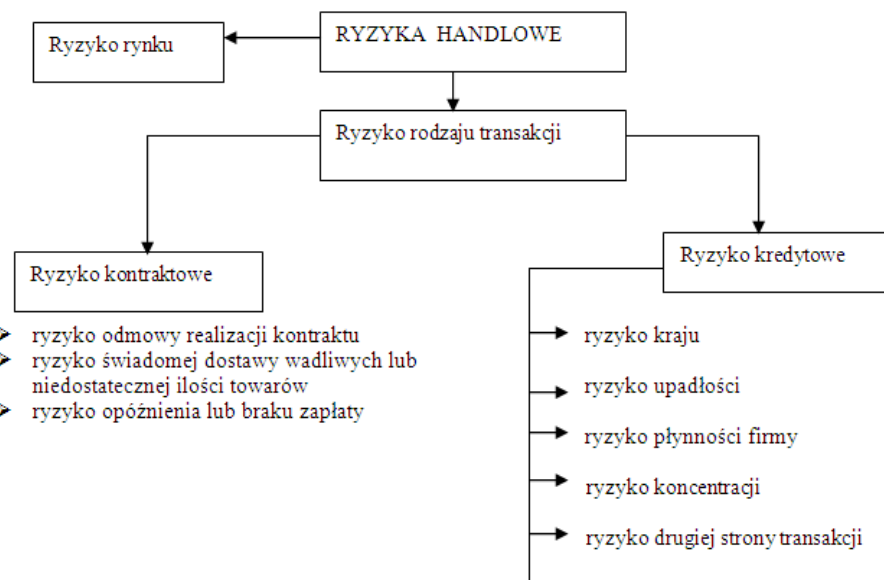 Ryzyko rynku
RYZYKA HANDLOWE
Ryzyko rodzaju transakcji
Ryzyko kontraktowe
ryzyko odmowy realizacji kontraktu
ryzyko świadomej dostawy wadliwych lub
niedostatecznej ilości towarów
ryzyko opóźnienia lub braku zapłaty
Ryzyko kredytowe
ryzyko kraju
ryzyko upadłości
ryzyko płynności firmy
ryzyko koncentracji
ryzyko drugiej strony transakcji